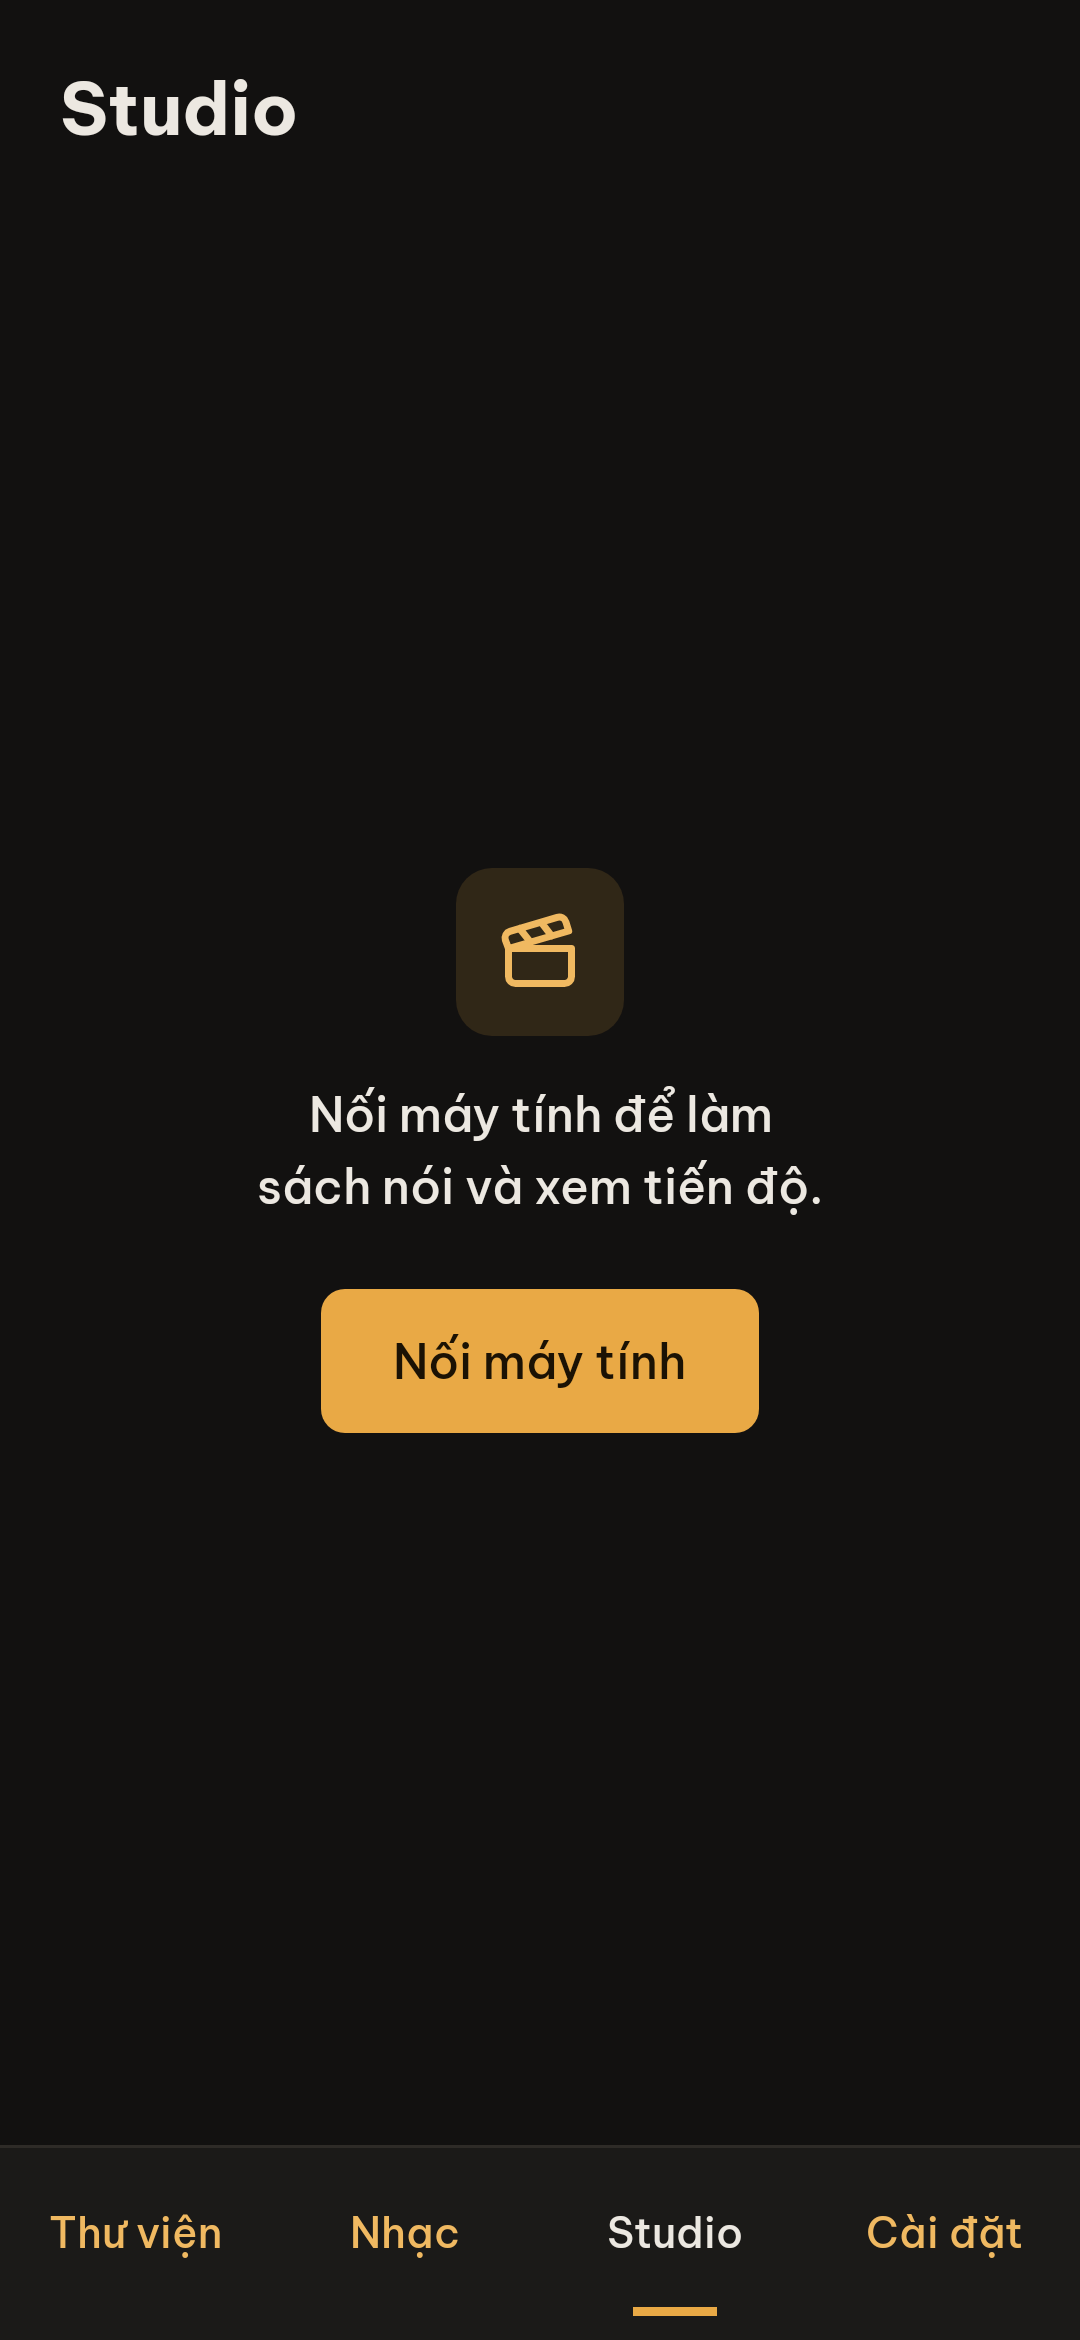 Studio
Nối máy tính để làm
sách nói và xem tiến độ.
Nối máy tính
Thư viện
Nhạc
Studio
Cài đặt